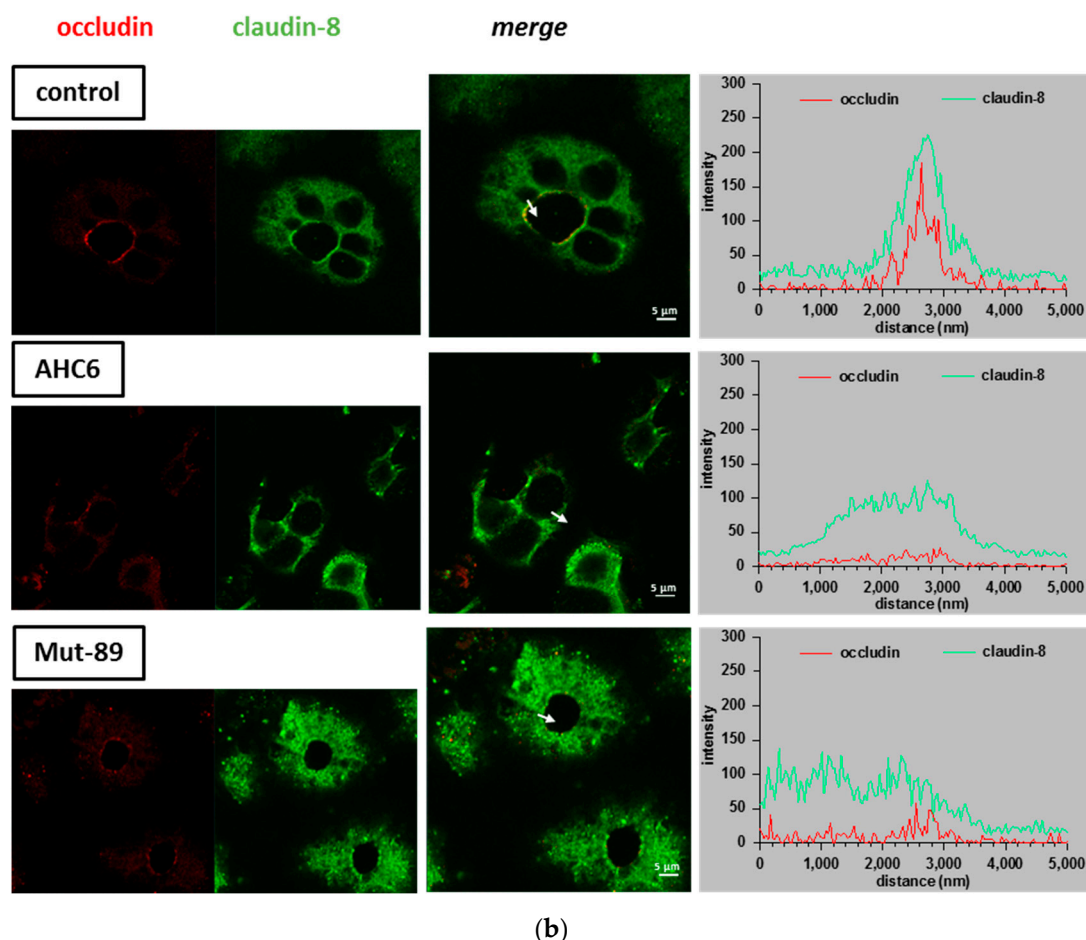 occludin claudin-8 merge
control
5 µm
300
250
200
150
100
50
0
intensity
occludin claudin-8
0 1,000 2,000 3,000 4,000 5,000
distance (nm)
AHC6
5 µm
300
250
200
150
100
50
0
intensity
occludin claudin-8
0 1,000 2,000 3,000 4,000 5,000
distance (nm)
Mut-89
5 µm
300
250
200
150
100
50
0
intensity
occludin claudin-8
0 1,000 2,000 3,000 4,000 5,000
distance (nm)
(b)